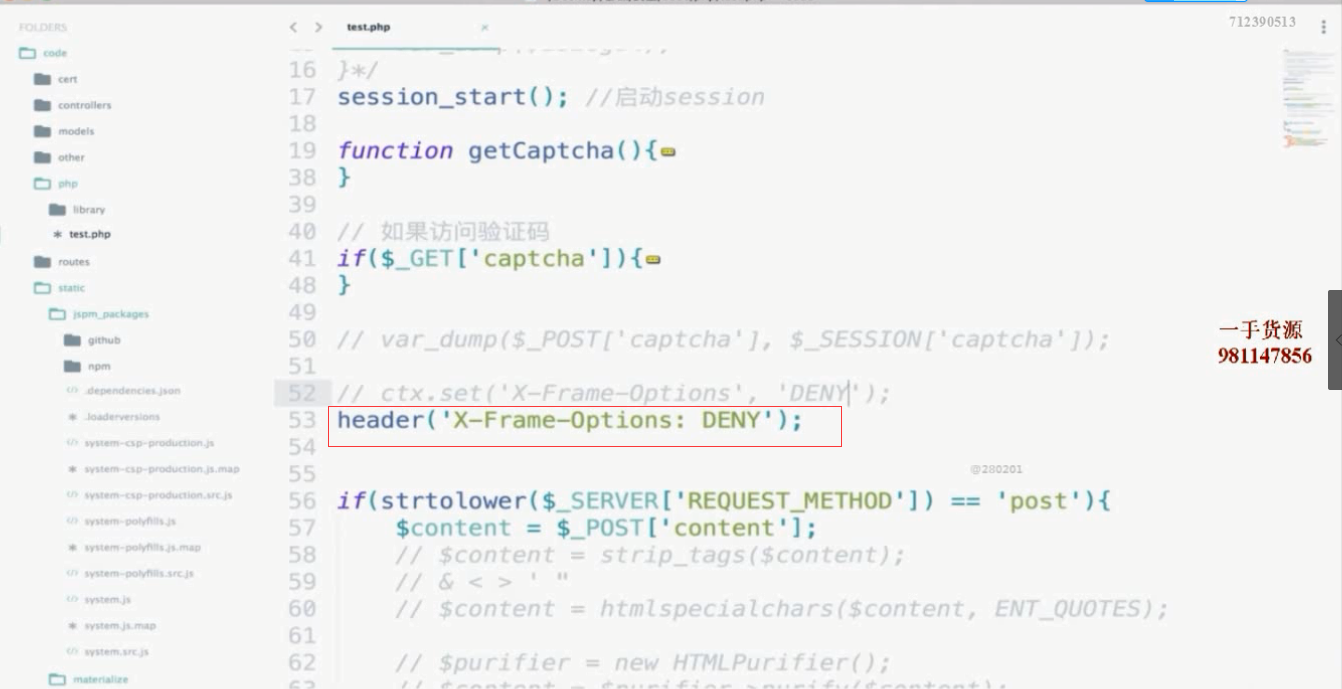 FOLDERS
code
cert
controllers
models
other
php
library
test.php
routes
static
jspm_packages
github
npm
.dependencies.json
.loaderversions
system-csp-production.js
system-csp-production.js.map
system-csp-production.src.js
system-polyfills.js
system-polyfills.js.map
system-polyfills.src.js
system.js
system.js.map
system.src.js
materialize
test.php
712390513
16 }*/
17 session_start(); //启动session
18
19 function getCaptcha(){
38 }
39
40 // 如果访问验证码
41 if($_GET['captcha']){
48 }
49
50 // var_dump($_POST['captcha'], $_SESSION['captcha']);
51
52 // ctx.set('X-Frame-Options', 'DENY');
53 header('X-Frame-Options: DENY');
54
55
56 if(strtolower($_SERVER['REQUEST_METHOD']) == 'post'){
57 $content = $_POST['content'];
58 // $content = strip_tags($content);
59 // & < > ' "
60 // $content = htmlspecialchars($content, ENT_QUOTES);
61
62 // $purifier = new HTMLPurifier();
一手货源
981147856
@280201